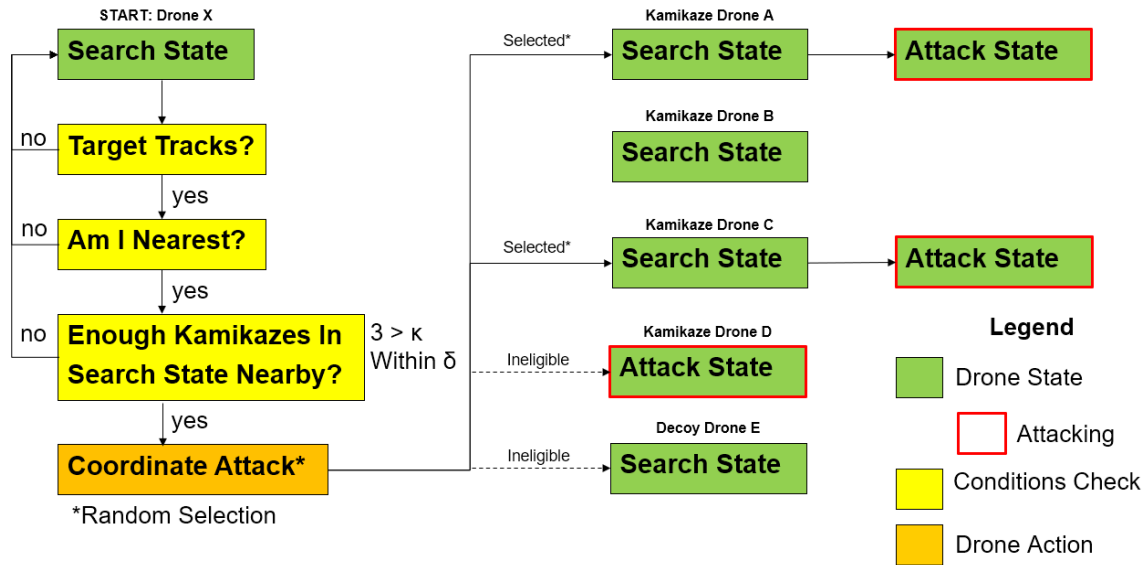 START: Drone X
Search State
no
Target Tracks?
yes
no
Am I Nearest?
yes
no
Enough Kamikazes In
Search State Nearby?
3 > κ
Within δ
yes
Coordinate Attack*
*Random Selection
Kamikaze Drone A
Selected*
Search State
Attack State
Kamikaze Drone B
Search State
Kamikaze Drone C
Selected*
Search State
Attack State
Kamikaze Drone D
Ineligible
Attack State
Decoy Drone E
Ineligible
Search State
Legend
Drone State
Attacking
Conditions Check
Drone Action